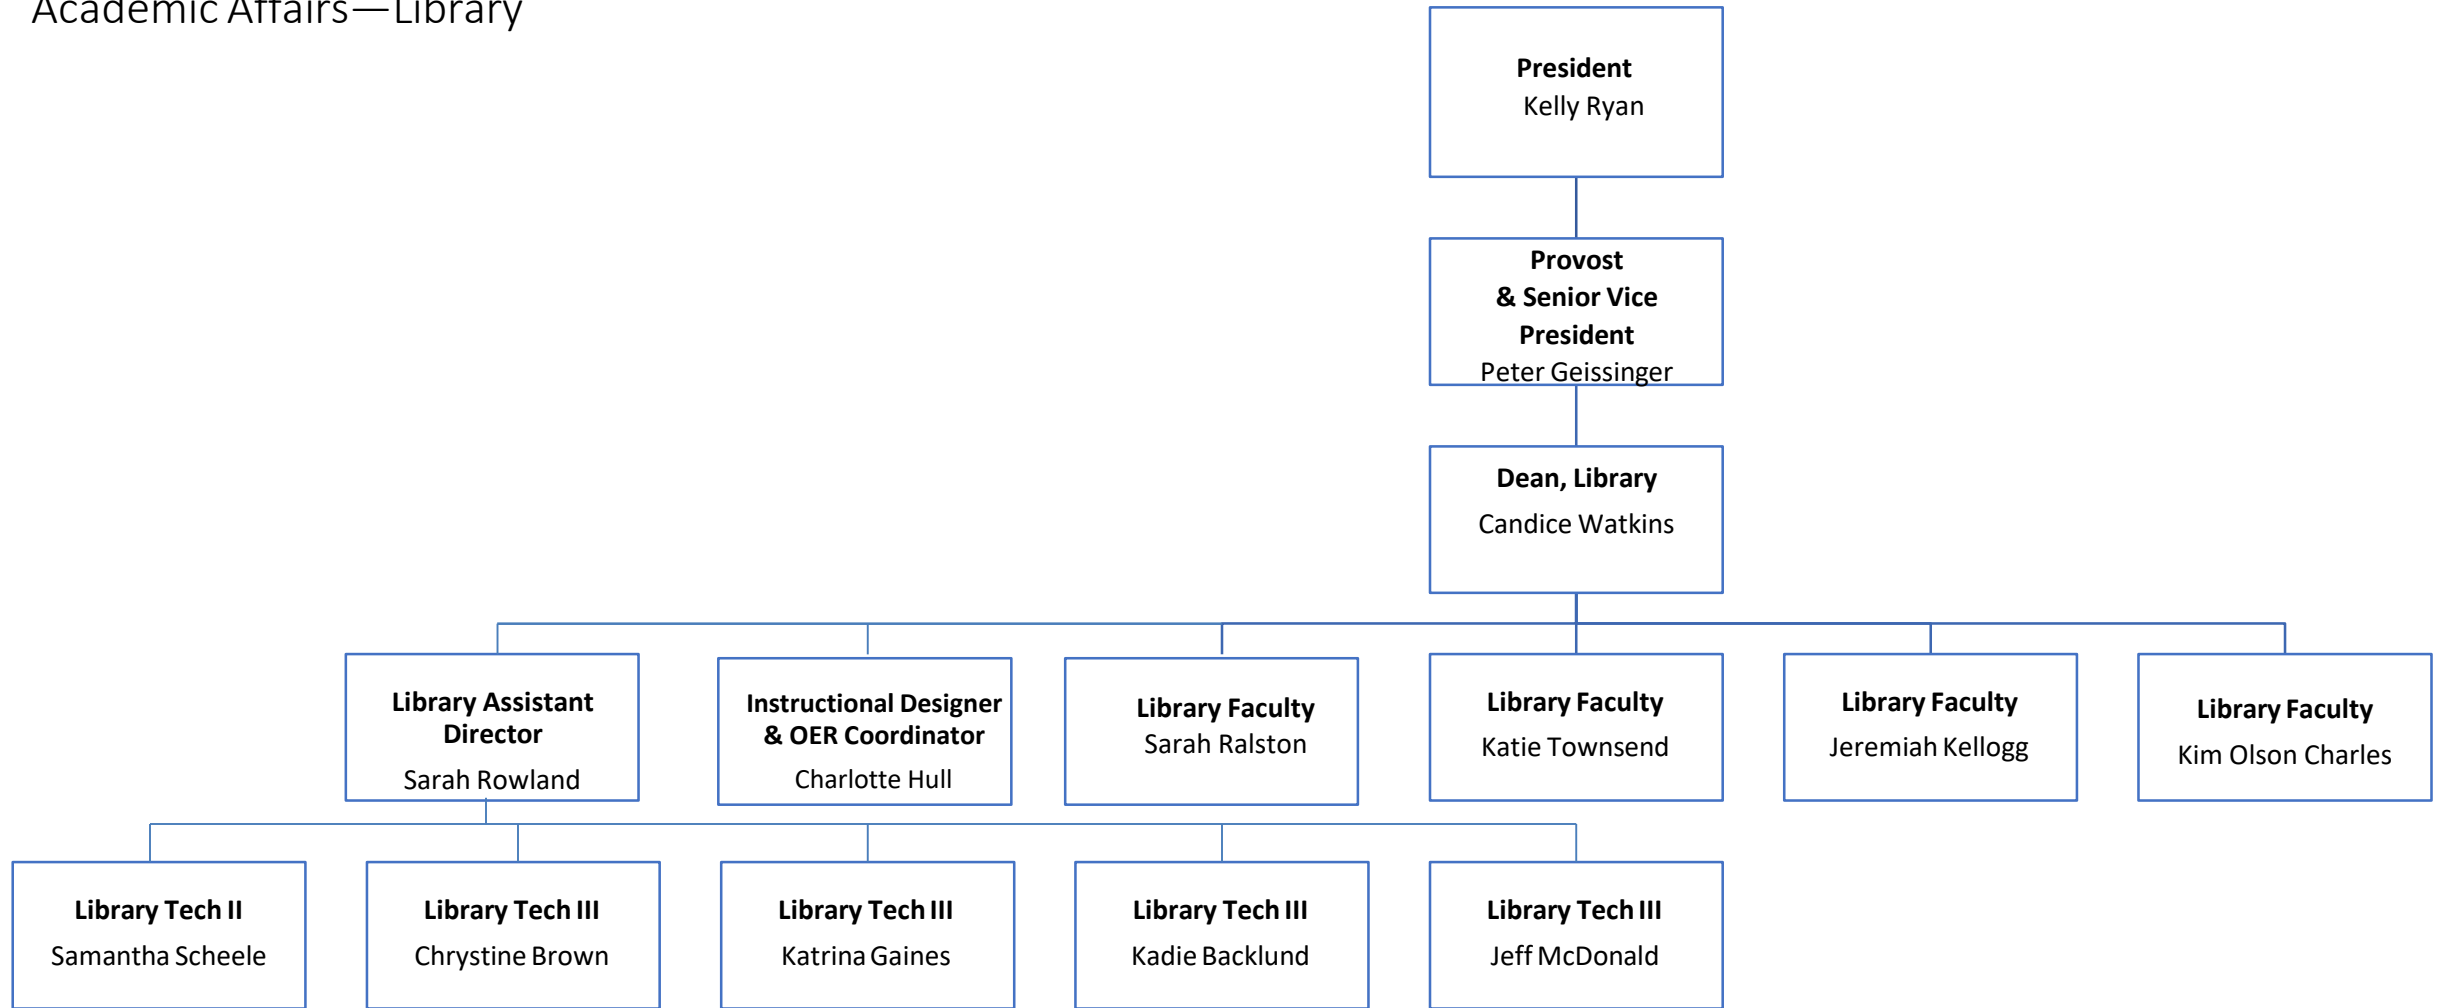 Academic Affairs—Library
President
Kelly Ryan
Provost
& Senior Vice
President
Peter Geissinger
Dean, Library
Candice Watkins
Library Assistant
Director
Sarah Rowland
Instructional Designer
& OER Coordinator
Charlotte Hull
Library Faculty
Sarah Ralston
Library Faculty
Katie Townsend
Library Faculty
Jeremiah Kellogg
Library Faculty
Kim Olson Charles
Library Tech II
Samantha Scheele
Library Tech III
Chrystine Brown
Library Tech III
Katrina Gaines
Library Tech III
Kadie Backlund
Library Tech III
Jeff McDonald